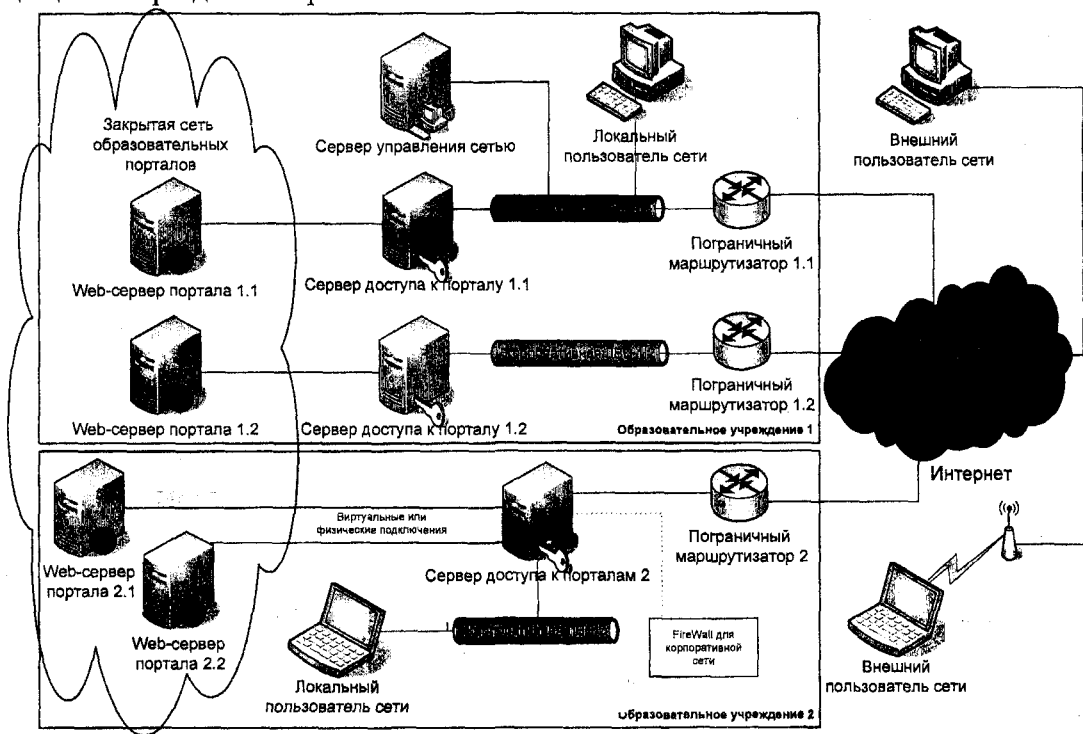 Закрытая сеть
образовательных
порталов
Сервер управления сетью
Локальный
пользователь сети
Внешний
пользователь сети
Web-сервер портала 1.1
Сервер доступа к порталу 1.1
Пограничный
маршрутизатор 1.1
Web-сервер портала 1.2
Сервер доступа к порталу 1.2
Пограничный
маршрутизатор 1.2
Образовательное учреждение 1
Интернет
Виртуальные или
физические подключения
Web-сервер
портала 2.1
Сервер доступа к порталам 2
Пограничный
маршрутизатор 2
Web-сервер
портала 2.2
FireWall для
корпоративной
сети
Локальный
пользователь сети
Внешний
пользователь сети
Образовательное учреждение 2